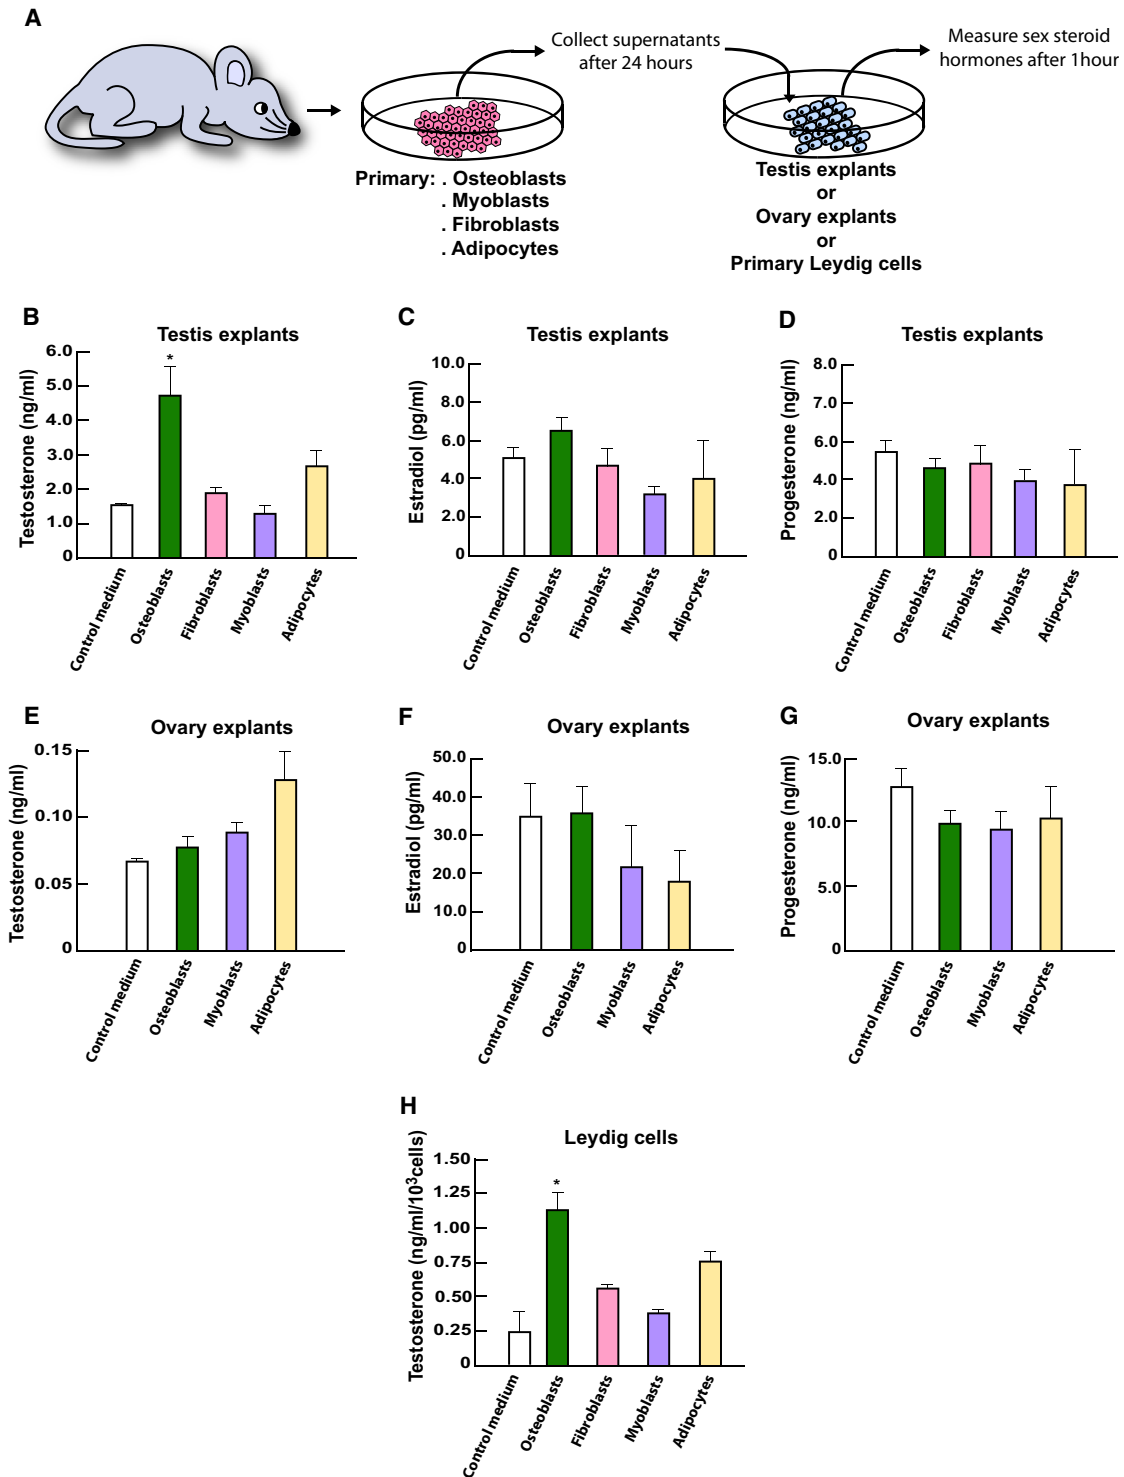 A
Collect supernatants
after 24 hours
Measure sex steroid
hormones after 1hour
Primary: . Osteoblasts
. Myoblasts
. Fibroblasts
. Adipocytes
Testis explants
or
Ovary explants
or
Primary Leydig cells
B
Testis explants
Testosterone (ng/ml)
6.0
5.0
4.0
3.0
2.0
1.0
0
*
Control medium
Osteoblasts
Fibroblasts
Myoblasts
Adipocytes
C
Testis explants
Estradiol (pg/ml)
10.0
8.0
6.0
4.0
2.0
0
Control medium
Osteoblasts
Fibroblasts
Myoblasts
Adipocytes
D
Testis explants
Progesterone (ng/ml)
8.0
7.0
6.0
4.0
2.0
0
Control medium
Osteoblasts
Fibroblasts
Myoblasts
Adipocytes
E
Ovary explants
Testosterone (ng/ml)
0.15
0.10
0.05
0
Control medium
Osteoblasts
Myoblasts
Adipocytes
F
Ovary explants
Estradiol (pg/ml)
50.0
40.0
30.0
20.0
10.0
0
Control medium
Osteoblasts
Myoblasts
Adipocytes
G
Ovary explants
Progesterone (ng/ml)
15.0
10.0
5.0
0
Control medium
Osteoblasts
Myoblasts
Adipocytes
H
Leydig cells
Testosterone (ng/ml/10³cells)
1.50
1.25
1.00
0.75
0.50
0.25
0
*
Control medium
Osteoblasts
Fibroblasts
Myoblasts
Adipocytes